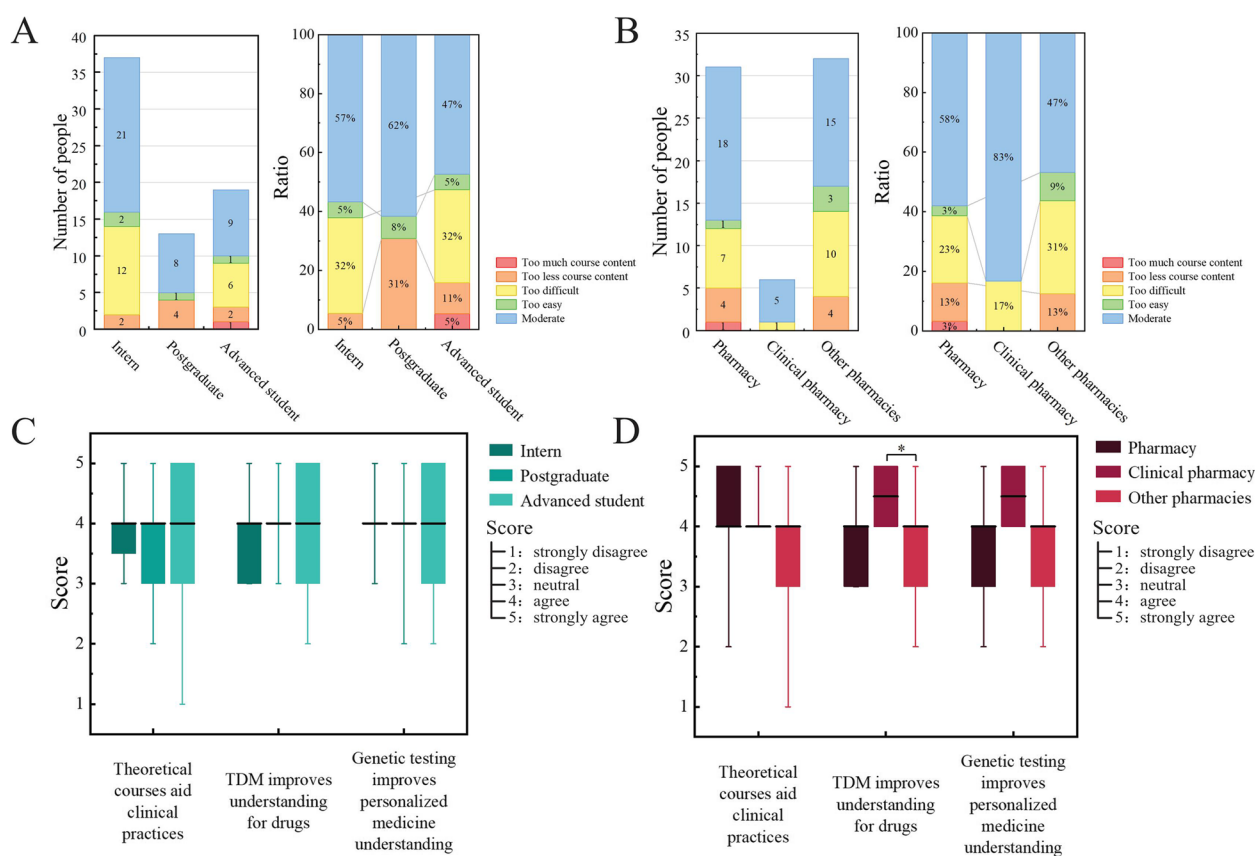 A
Number of people
40
35
30
25
20
15
10
5
0
21
2
12
2
8
1
4
9
1
6
2
1
Intern
Postgraduate
Advanced student
Ratio
100
80
60
40
20
0
57%
5%
32%
5%
62%
8%
31%
47%
5%
32%
11%
5%
Intern
Postgraduate
Advanced student
Too much course content
Too less course content
Too difficult
Too easy
Moderate
B
Number of people
35
30
25
20
15
10
5
0
18
1
7
4
1
5
1
15
3
10
4
Pharmacy
Clinical pharmacy
Other pharmacies
Ratio
100
80
60
40
20
0
58%
3%
23%
13%
3%
83%
17%
47%
9%
31%
13%
Pharmacy
Clinical pharmacy
Other pharmacies
Too much course content
Too less course content
Too difficult
Too easy
Moderate
C
Score
5
4
3
2
1
Theoretical
courses aid
clinical
practices
TDM improves
understanding
for drugs
Genetic testing
improves
personalized
medicine
understanding
Intern
Postgraduate
Advanced student
Score
1: strongly disagree
2: disagree
3: neutral
4: agree
5: strongly agree
D
Score
5
4
3
2
1
*
Theoretical
courses aid
clinical
practices
TDM improves
understanding
for drugs
Genetic testing
improves
personalized
medicine
understanding
Pharmacy
Clinical pharmacy
Other pharmacies
Score
1: strongly disagree
2: disagree
3: neutral
4: agree
5: strongly agree